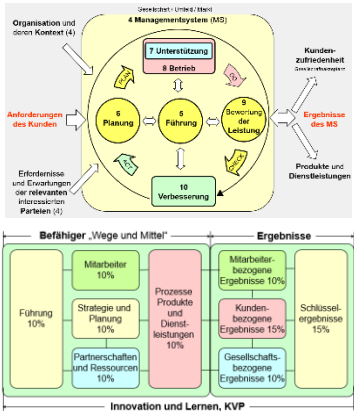 Gesellschaft / Umfeld / Markt
4 Managementsystem (MS)
Organisation und
deren Kontext (4)
7 Unterstützung
8 Betrieb
Kunden-
zufriedenheit
Gesellschaftsakzeptanz
PLAN
DO
Anforderungen
des Kunden
6
Planung
5
Führung
9
Bewertung
der
Leistung
Ergebnisse
des MS
ACT
CHECK
Erfordernisse
und Erwartungen
der relevanten
interessierten
Parteien (4)
10
Verbesserung
Produkte und
Dienstleistungen
Befähiger „Wege und Mittel“
Ergebnisse
Führung
10%
Mitarbeiter
10%
Strategie und
Planung
10%
Partnerschaften
und Ressourcen
10%
Prozesse
Produkte
und
Dienst-
leistungen
10%
Mitarbeiter-
bezogene
Ergebnisse 10%
Kunden-
bezogene
Ergebnisse 15%
Gesellschafts-
bezogene
Ergebnisse 10%
Schlüssel-
ergebnisse
15%
Innovation und Lernen, KVP